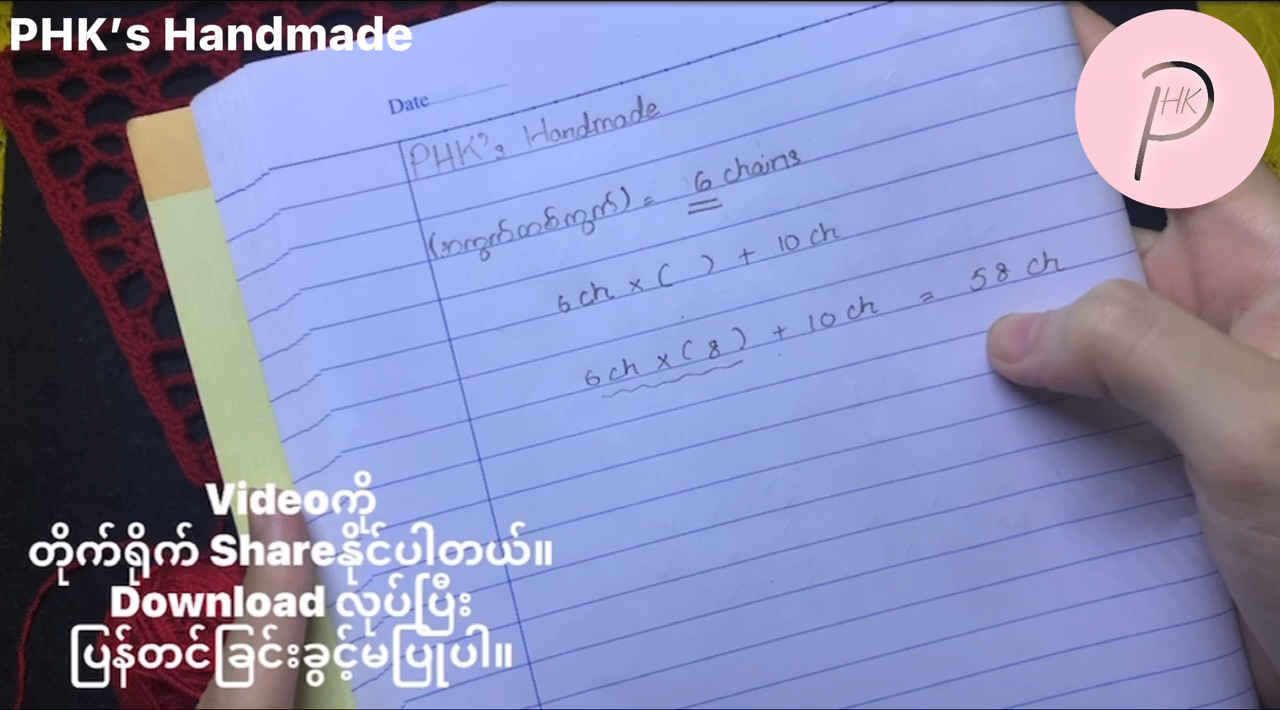 PHK's Handmade
PHK
Date
PHK's Handmade
(အကွက်တစ်ကွက်) = 6 chains
6 ch x ( ) + 10 ch
6 ch x ( 8 ) + 10 ch = 58 ch
Videoကို
တိုက်ရိုက် Shareနိုင်ပါတယ်။
Download လုပ်ပြီး
ပြန်တင်ခြင်းခွင့်မပြုပါ။